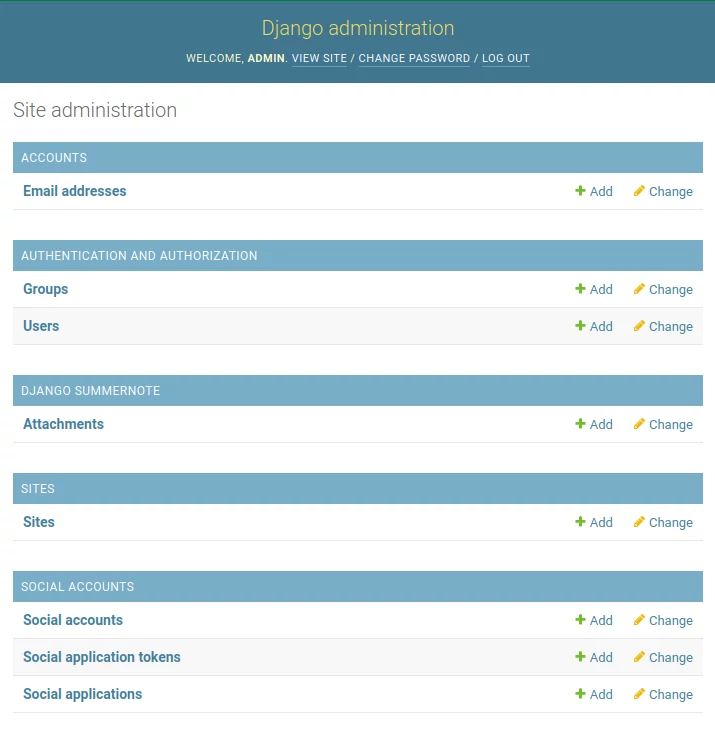 Django administration
WELCOME, ADMIN. VIEW SITE / CHANGE PASSWORD / LOG OUT
Site administration
ACCOUNTS
Email addresses Add Change
AUTHENTICATION AND AUTHORIZATION
Groups Add Change
Users Add Change
DJANGO SUMMERNOTE
Attachments Add Change
SITES
Sites Add Change
SOCIAL ACCOUNTS
Social accounts Add Change
Social application tokens Add Change
Social applications Add Change